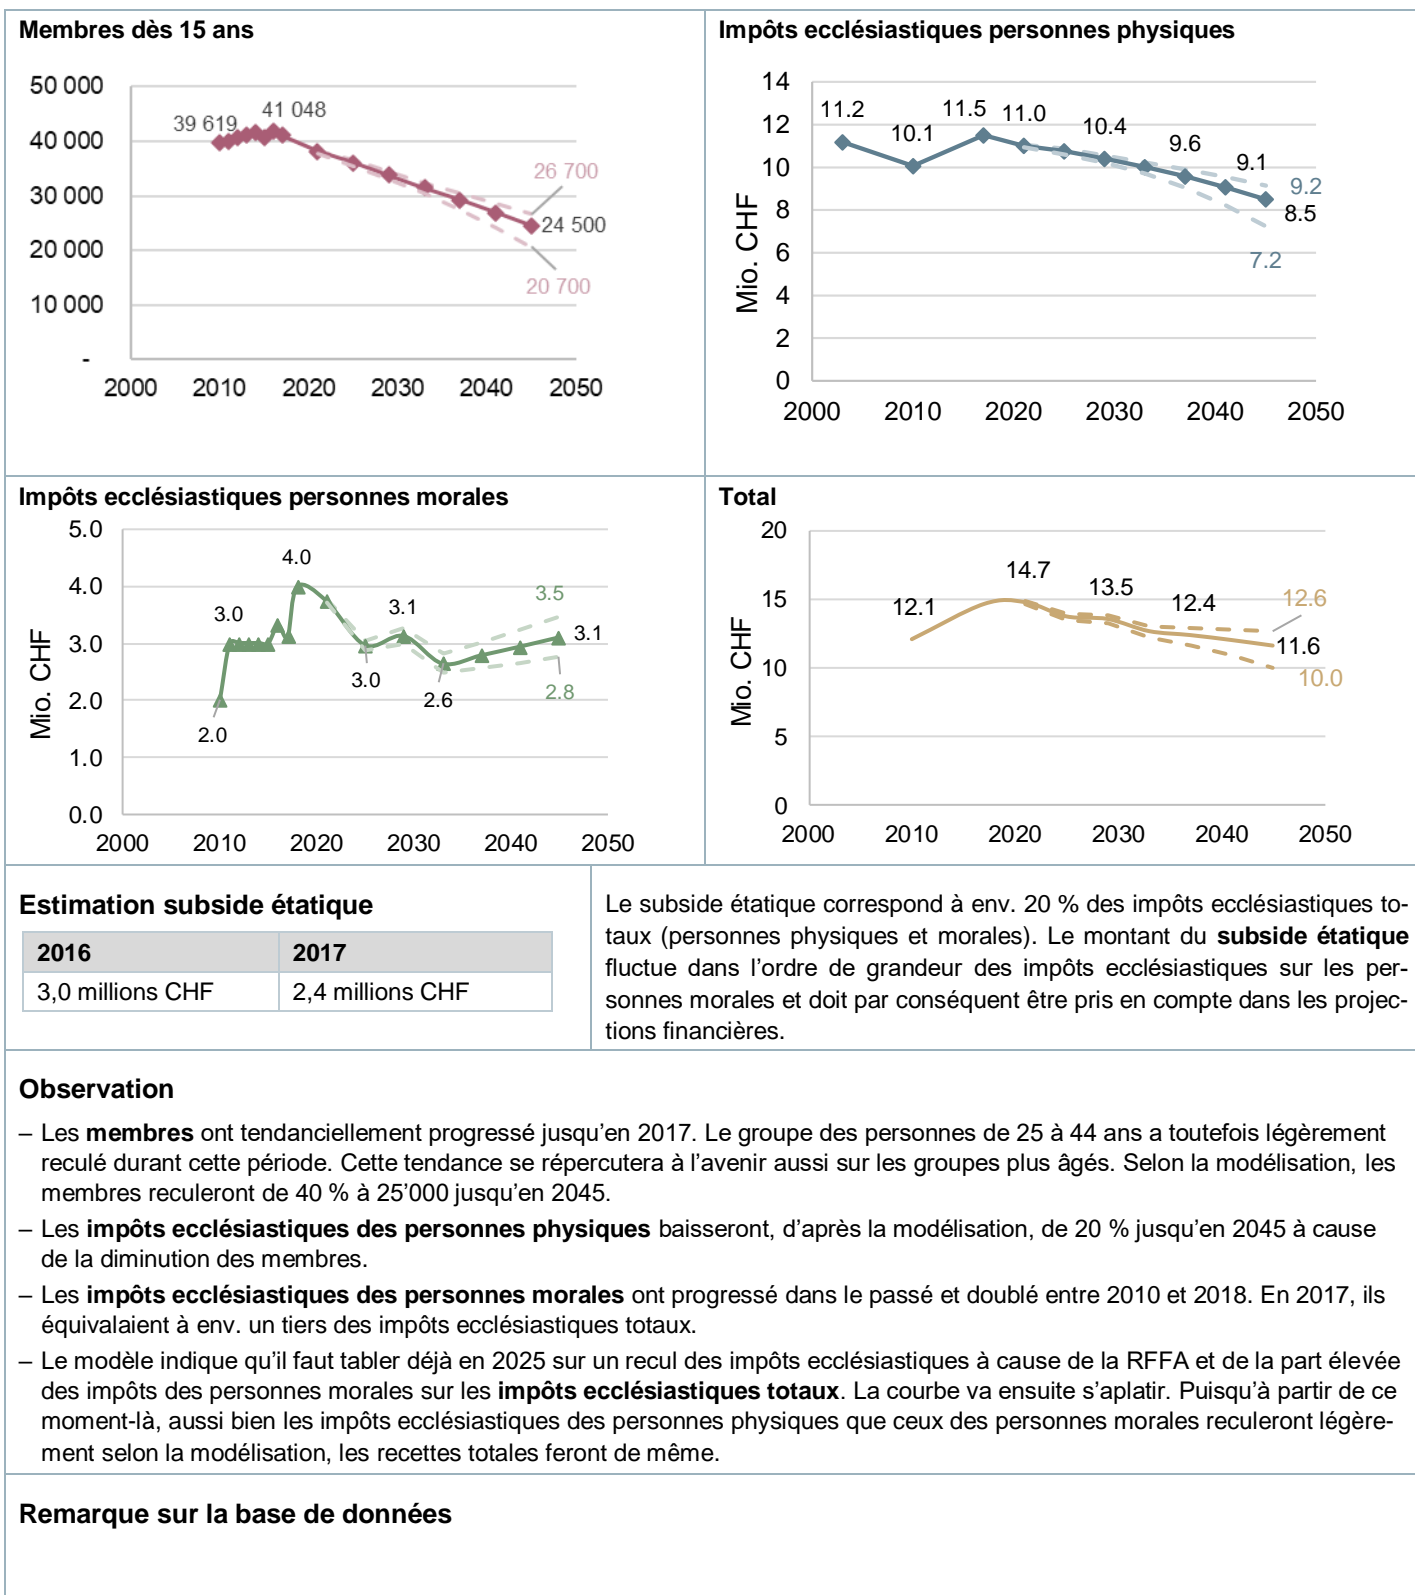 Membres dès 15 ans
50 000
40 000
30 000
20 000
10 000
-
39 619
41 048
26 700
24 500
20 700
2000 2010 2020 2030 2040 2050
Impôts ecclésiastiques personnes physiques
Mio. CHF
14
12
10
8
6
4
2
0
11.2
10.1
11.5
11.0
10.4
9.6
9.1
9.2
8.5
7.2
2000 2010 2020 2030 2040 2050
Impôts ecclésiastiques personnes morales
Mio. CHF
5.0
4.0
3.0
2.0
1.0
0.0
2.0
3.0
4.0
3.0
3.1
2.6
3.5
3.1
2.8
2000 2010 2020 2030 2040 2050
Total
Mio. CHF
20
15
10
5
0
12.1
14.7
13.5
12.4
12.6
11.6
10.0
2000 2010 2020 2030 2040 2050
Estimation subside étatique
2016 2017
3,0 millions CHF 2,4 millions CHF
Le subside étatique correspond à env. 20 % des impôts ecclésiastiques to-
taux (personnes physiques et morales). Le montant du subside étatique
fluctue dans l’ordre de grandeur des impôts ecclésiastiques sur les per-
sonnes morales et doit par conséquent être pris en compte dans les projec-
tions financières.
Observation
– Les membres ont tendanciellement progressé jusqu’en 2017. Le groupe des personnes de 25 à 44 ans a toutefois légèrement
reculé durant cette période. Cette tendance se répercutera à l’avenir aussi sur les groupes plus âgés. Selon la modélisation, les
membres reculeront de 40 % à 25’000 jusqu’en 2045.
– Les impôts ecclésiastiques des personnes physiques baisseront, d’après la modélisation, de 20 % jusqu’en 2045 à cause
de la diminution des membres.
– Les impôts ecclésiastiques des personnes morales ont progressé dans le passé et doublé entre 2010 et 2018. En 2017, ils
équivalaient à env. un tiers des impôts ecclésiastiques totaux.
– Le modèle indique qu’il faut tabler déjà en 2025 sur un recul des impôts ecclésiastiques à cause de la RFFA et de la part élevée
des impôts des personnes morales sur les impôts ecclésiastiques totaux. La courbe va ensuite s’aplatir. Puisqu’à partir de ce
moment-là, aussi bien les impôts ecclésiastiques des personnes physiques que ceux des personnes morales reculeront légère-
ment selon la modélisation, les recettes totales feront de même.
Remarque sur la base de données